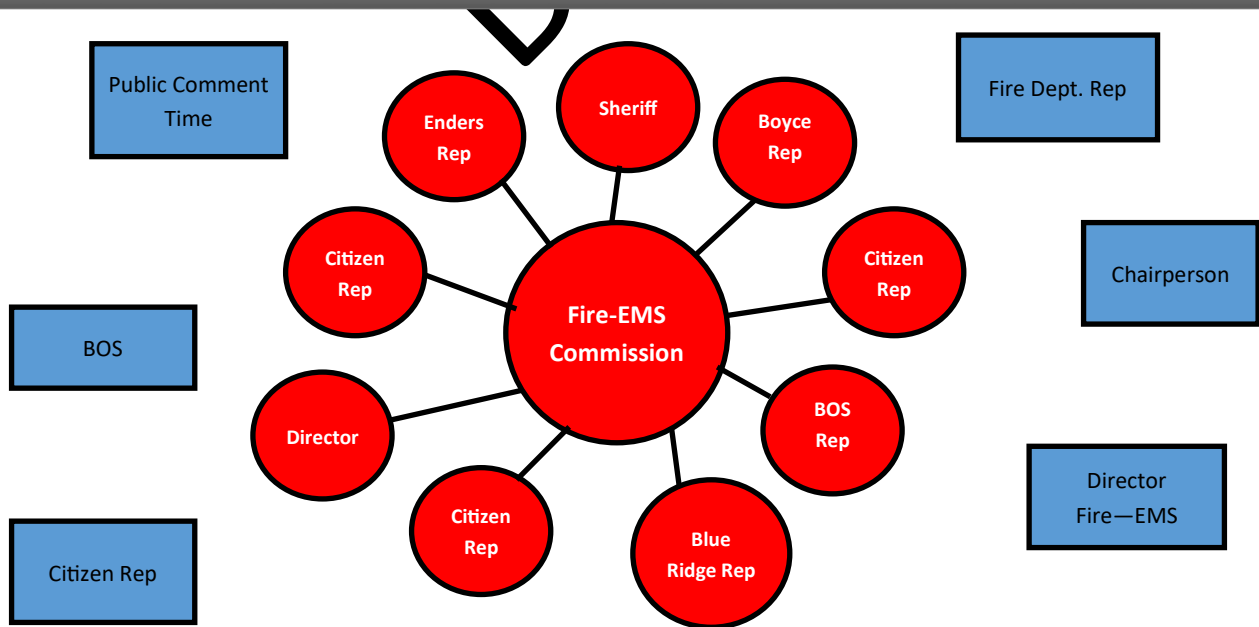 Public Comment
Time
Fire Dept. Rep
Enders
Rep
Sheriff
Boyce
Rep
Citizen
Rep
Citizen
Rep
Chairperson
Fire-EMS
Commission
BOS
Director
BOS
Rep
Citizen
Rep
Blue
Ridge Rep
Director
Fire—EMS
Citizen Rep